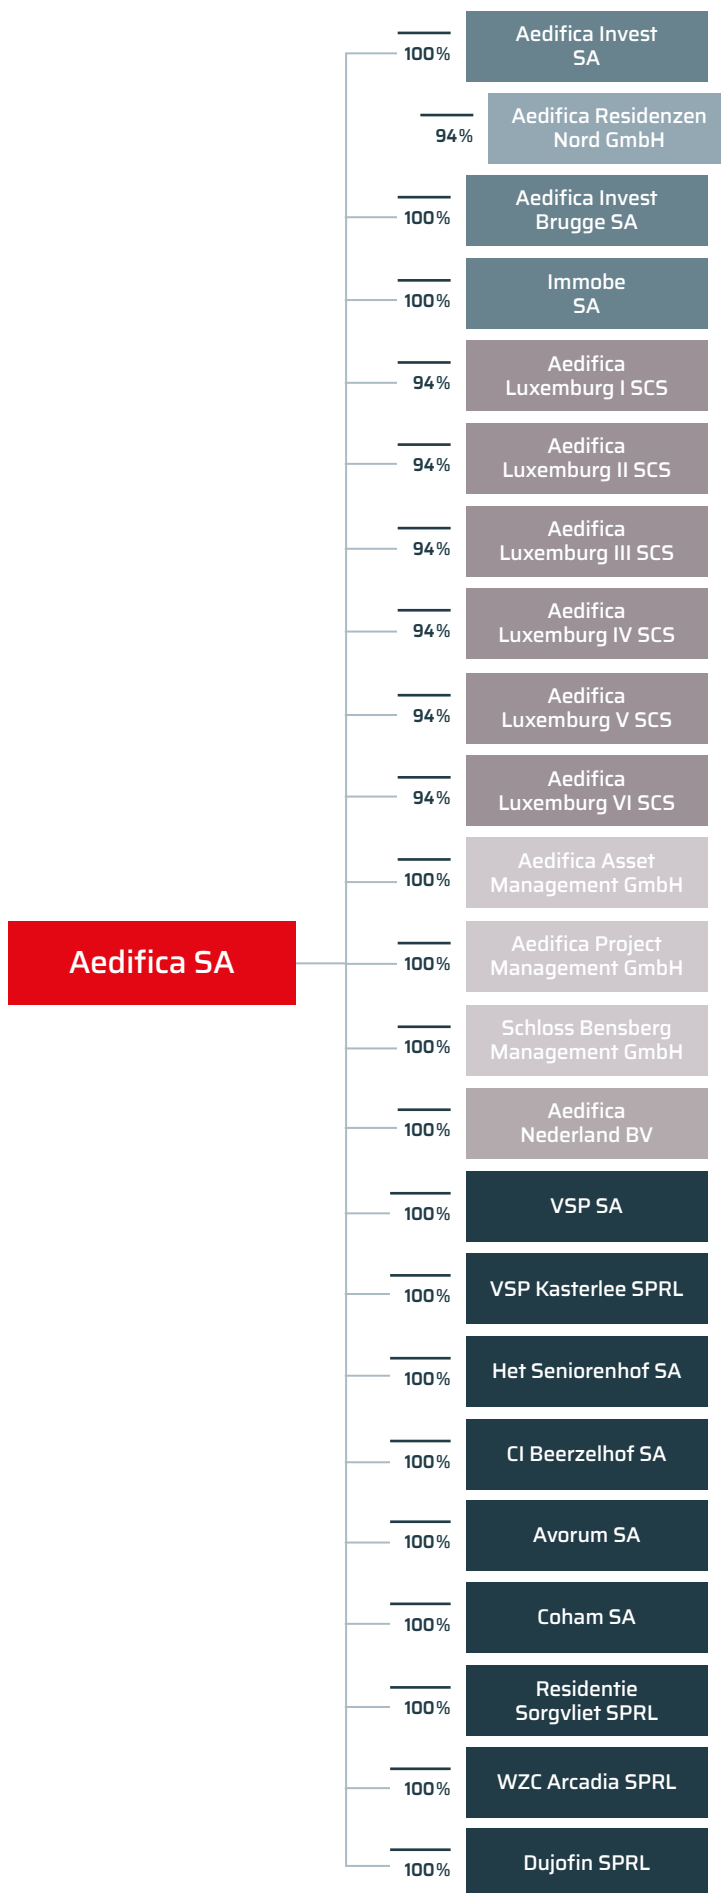 100%
Aedifica Invest
SA
94%
Aedifica Residenzen
Nord GmbH
100%
Aedifica Invest
Brugge SA
100%
Immobe
SA
94%
Aedifica
Luxemburg I SCS
94%
Aedifica
Luxemburg II SCS
94%
Aedifica
Luxemburg III SCS
94%
Aedifica
Luxemburg IV SCS
94%
Aedifica
Luxemburg V SCS
94%
Aedifica
Luxemburg VI SCS
100%
Aedifica Asset
Management GmbH
Aedifica SA
100%
Aedifica Project
Management GmbH
100%
Schloss Bensberg
Management GmbH
100%
Aedifica
Nederland BV
100%
VSP SA
100%
VSP Kasterlee SPRL
100%
Het Seniorenhof SA
100%
CI Beerzelhof SA
100%
Avorum SA
100%
Coham SA
100%
Residentie
Sorgvliet SPRL
100%
WZC Arcadia SPRL
100%
Dujofin SPRL